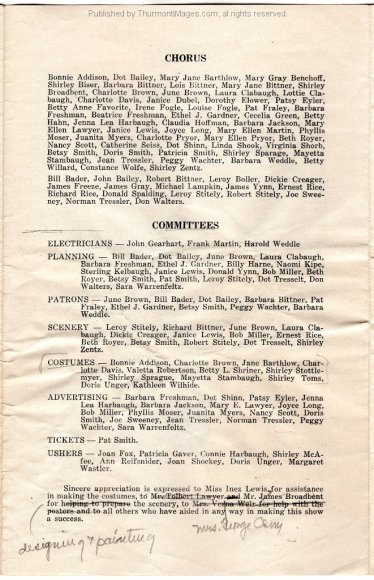 Published by ThurmontImages.com, all rights reserved.
CHORUS
Bonnie Addison, Dot Bailey, Mary Jane Barthlow, Mary Gray Benchoff,
Shirley Biser, Barbara Bittner, Lois Bittner, Mary Jane Bittner, Shirley
Broadbent, Charlotte Brown, June Brown, Laura Clabaugh, Lottie Cla-
baugh, Charlotte Davis, Janice Dubel, Dorothy Elower, Patsy Eyler,
Betty Anne Favorite, Irene Fogle, Louise Fogle, Pat Fraley, Barbara
Freshman, Beatrice Freshman, Ethel J. Gardner, Cecelia Green, Betty
Hahn, Jenna Lea Harbaugh, Claudia Hoffman, Barbara Jackson, Mary
Ellen Lawyer, Janice Lewis, Joyce Long, Mary Ellen Martin, Phyllis
Moser, Juanita Myers, Charlotte Pryor, Mary Ellen Pryor, Beth Royer,
Nancy Scott, Catherine Seiss, Dot Shinn, Linda Shook, Virginia Shorb,
Betsy Smith, Doris Smith, Patricia Smith, Shirley Sparage, Mayetta
Stambaugh, Jean Tressler, Peggy Wachter, Barbara Weddle, Betty
Willard, Constance Wolfe, Shirley Zentz.
Bill Bader, John Bailey, Robert Bittner, Leroy Boller, Dickie Creager,
James Freeze, James Gray, Michael Lampkin, James Ynn, Ernest Rice,
Richard Rice, Donald Spalding, Leroy Stitely, Robert Stitely, Joe Swee-
ney, Norman Tressler, Don Walters.
COMMITTEES
ELECTRICIANS — John Gearhart, Frank Martin, Harold Weddle
PLANNING — Bill Bader, Dot Bailey, June Brown, Laura Clabaugh,
Barbara Freshman, Ethel J. Gardner, Billy Harne, Naomi Kipe,
Sterling Kelbaugh, Janice Lewis, Donald Ynn, Bob Miller, Beth
Royer, Betsy Smith, Pat Smith, Leroy Stitely, Dot Tresselt, Don
Walters, Sara Warrenfeltz.
PATRONS — June Brown, Bill Bader, Dot Bailey, Barbara Bittner, Pat
Fraley, Ethel J. Gardner, Betsy Smith, Peggy Wachter, Barbara
Weddle.
SCENERY — Leroy Stitely, Richard Bittner, June Brown, Laura Cla-
baugh, Dickie Creager, Janice Lewis, Bob Miller, Ernest Rice,
Beth Royer, Betsy Smith, Robert Stitely, Dot Tresselt, Shirley
Zentz.
COSTUMES — Bonnie Addison, Charlotte Brown, Jane Barthlow, Char-
lotte Davis, Valetta Robertson, Betty L. Shriner, Shirley Stottle-
myer, Shirley Sprague, Mayetta Stambaugh, Shirley Toms,
Doris Unger, Kathleen Wilhide.
ADVERTISING — Barbara Freshman, Dot Shinn, Patsy Eyler, Jenna
Lea Harbaugh, Barbara Jackson, Mary E. Lawyer, Joyce Long,
Bob Miller, Phyllis Moser, Juanita Myers, Nancy Scott, Doris
Smith, Joe Sweeney, Jean Tressler, Norman Tressler, Peggy
Wachter, Sara Warrenfeltz.
TICKETS — Pat Smith.
USHERS — Joan Fox, Patricia Gaver, Connie Harbaugh, Shirley McA-
fee, Ann Reifsnider, Joan Shockey, Doris Unger, Margaret
Wastler.
Sincere appreciation is expressed to Miss Inez Lewis for assistance
in making the costumes, to Mr. Tolbert Lawyer and Mr. James Broadbent
for helping to prepare the scenery, to Mrs. Verna Weir for help with the
posters and to all others who have aided in any way in making this show
a success.
designing & painting
Mrs. George